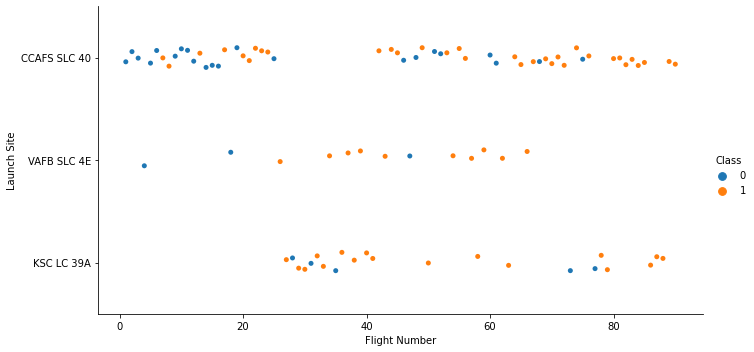 CCAFS SLC 40
VAFB SLC 4E
KSC LC 39A
Launch Site
0 20 40 60 80
Flight Number
Class
0
1